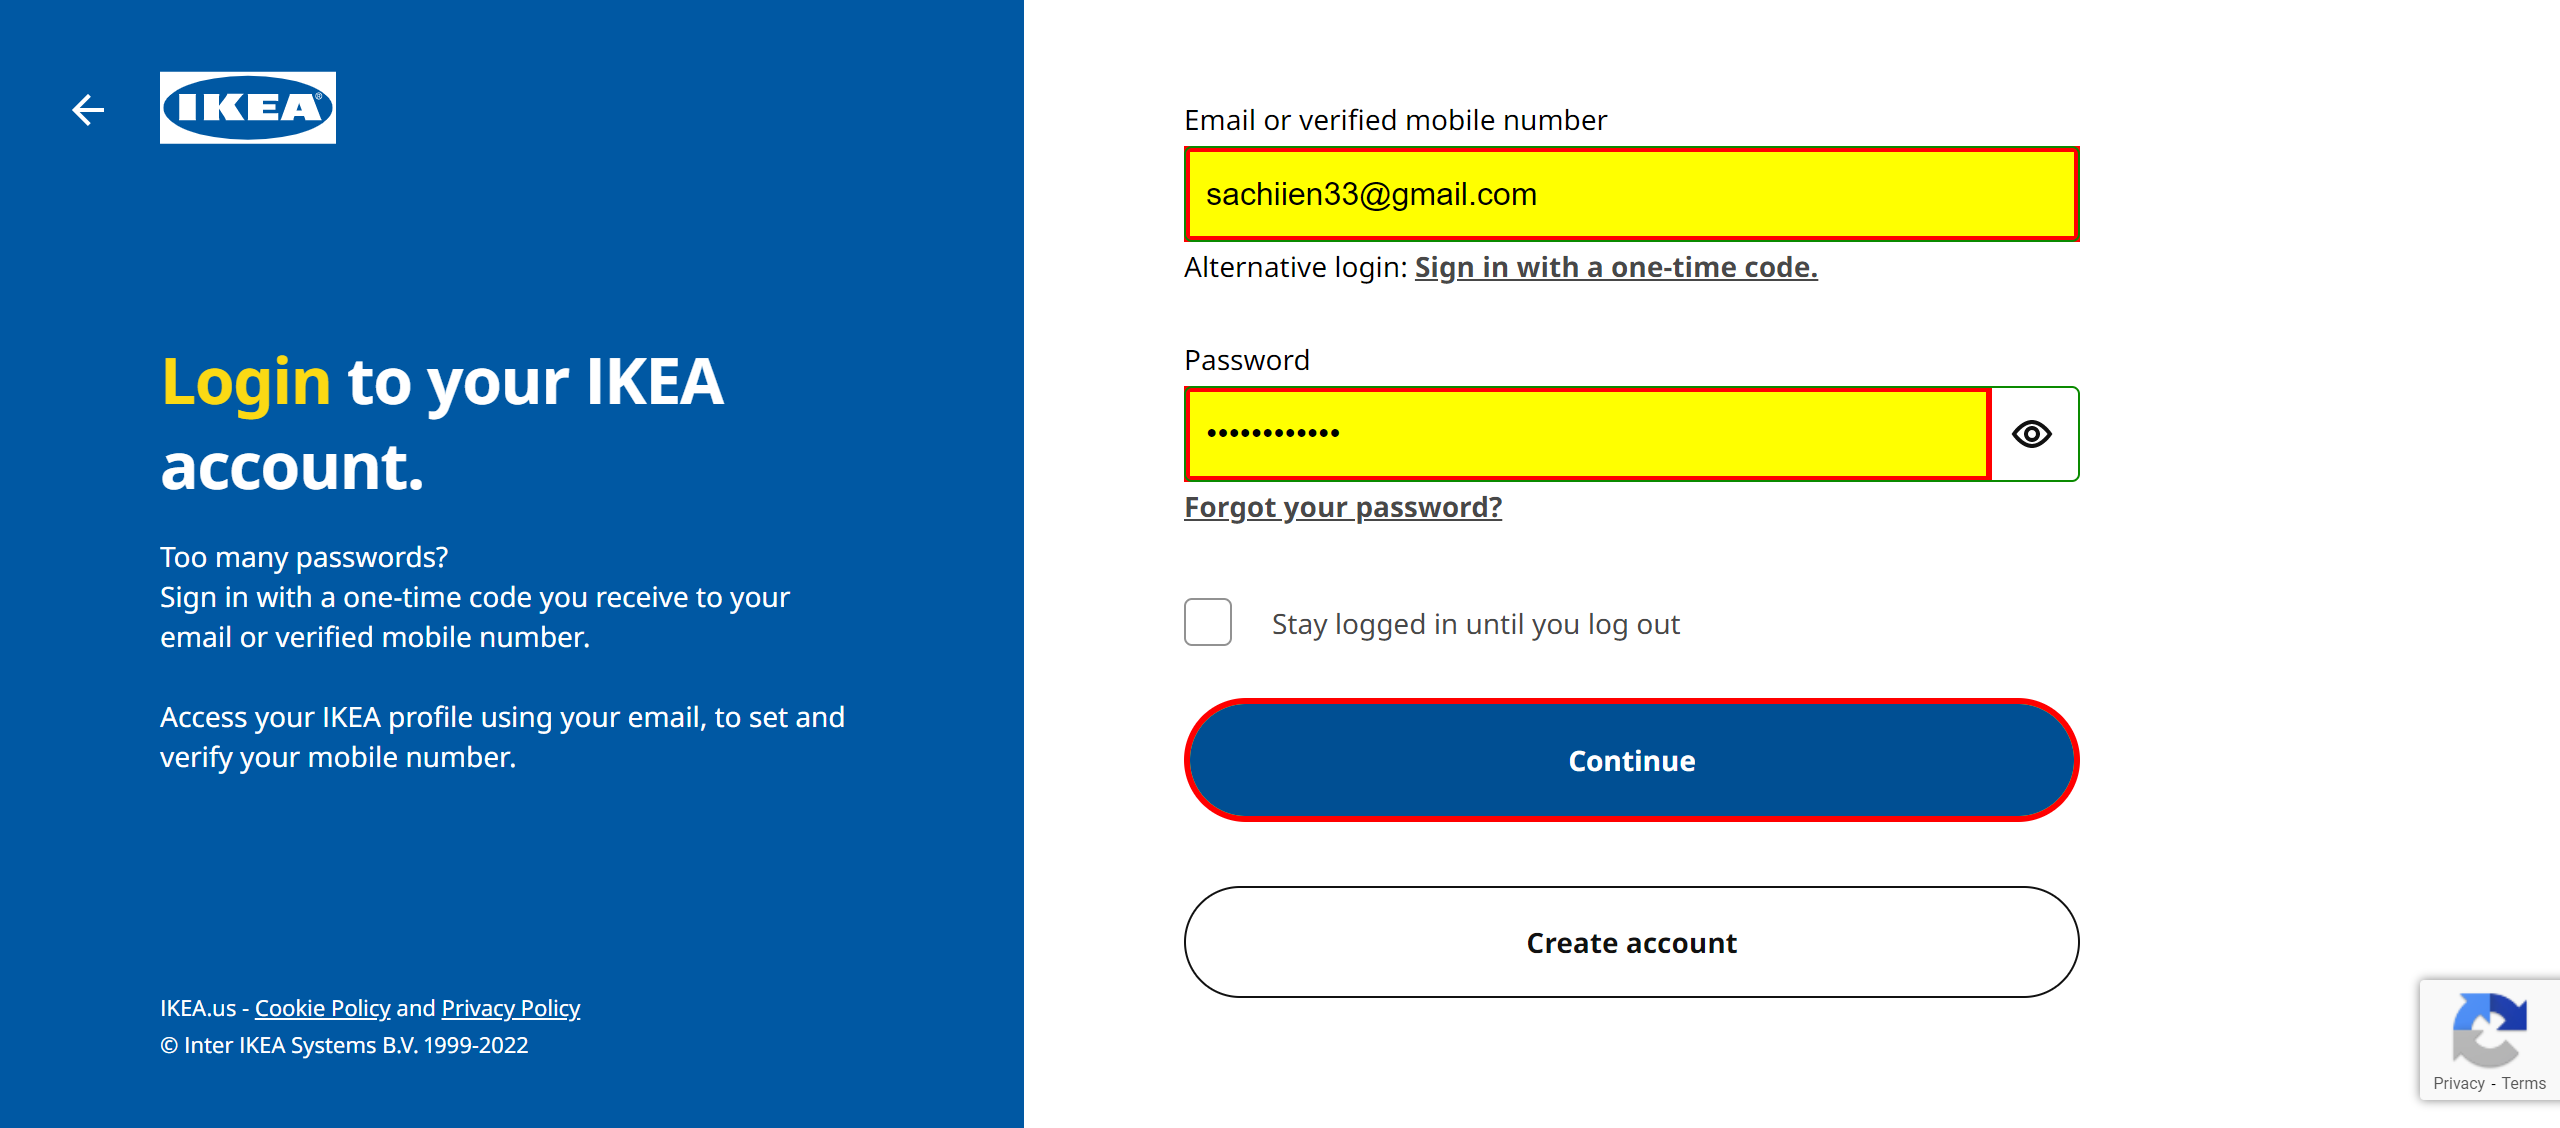 IKEA®
Login to your IKEA
account.
Too many passwords?
Sign in with a one-time code you receive to your
email or verified mobile number.
Access your IKEA profile using your email, to set and
verify your mobile number.
IKEA.us - Cookie Policy and Privacy Policy
© Inter IKEA Systems B.V. 1999-2022
Email or verified mobile number
sachiien33@gmail.com
Alternative login: Sign in with a one-time code.
Password
••••••••••••
Forgot your password?
Stay logged in until you log out
Continue
Create account
Privacy - Terms